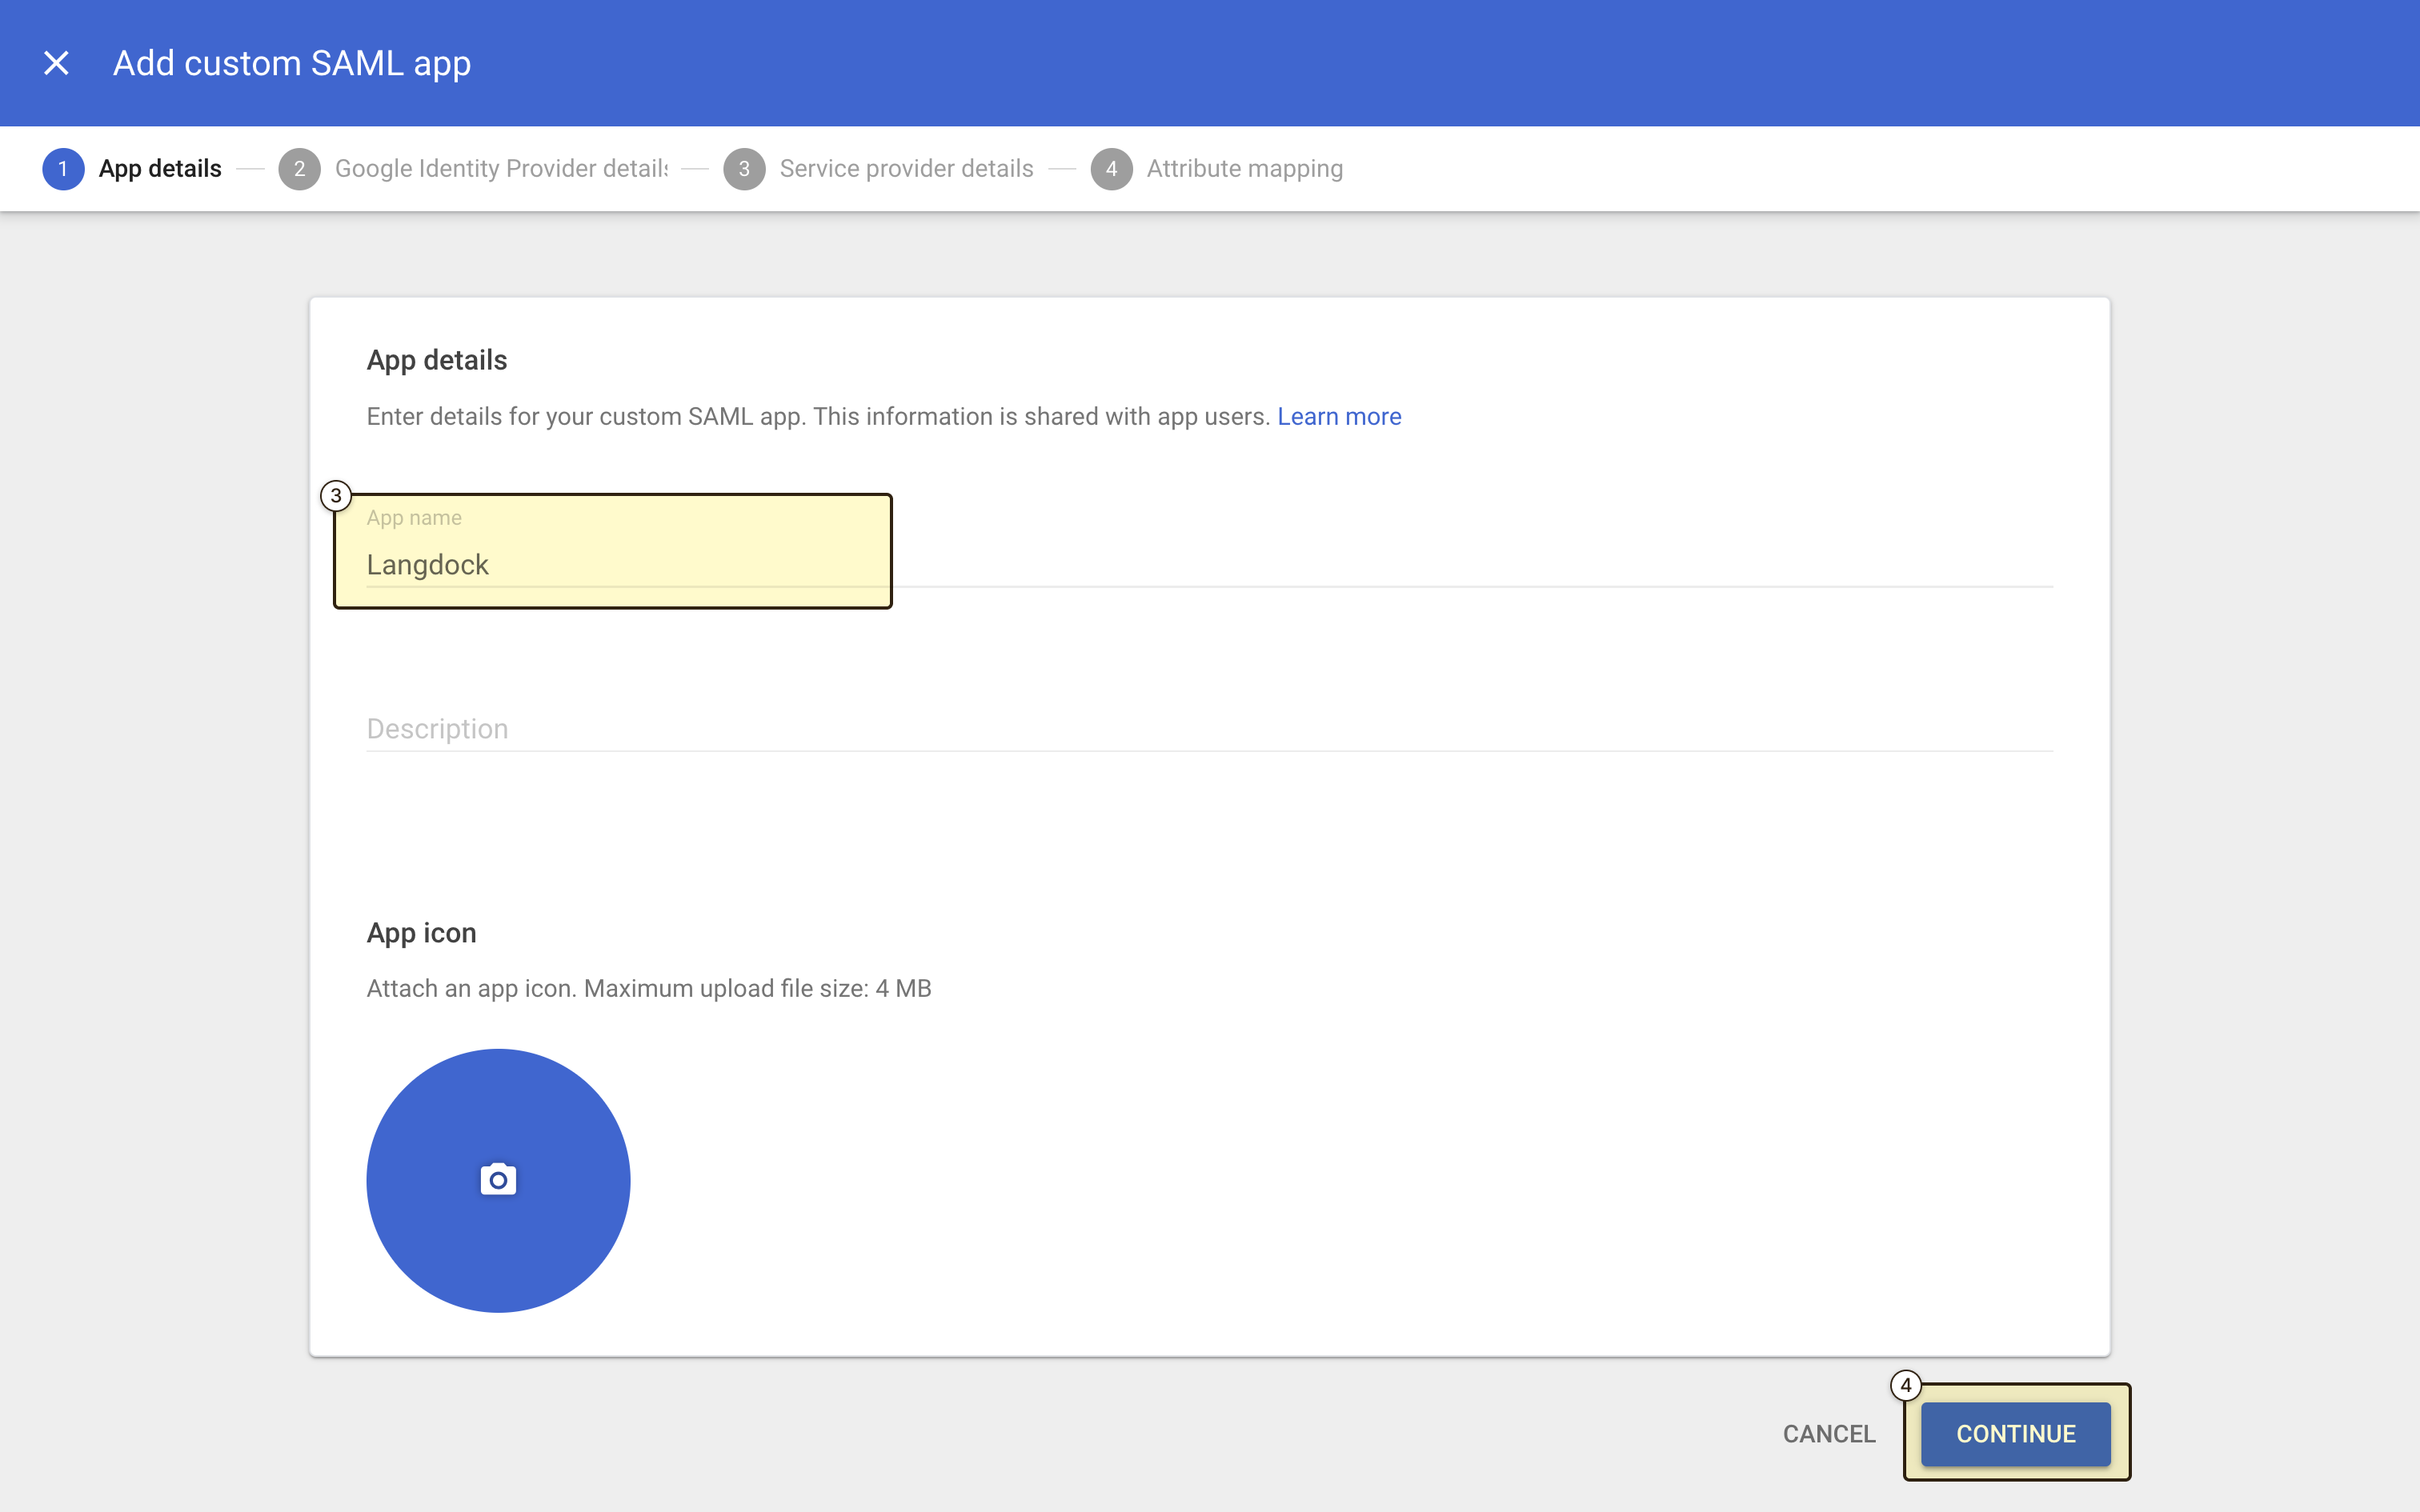 Add custom SAML app
1 App details 2 Google Identity Provider details 3 Service provider details 4 Attribute mapping
App details
Enter details for your custom SAML app. This information is shared with app users. Learn more
3
App name
Langdock
Description
App icon
Attach an app icon. Maximum upload file size: 4 MB
4
CANCEL CONTINUE